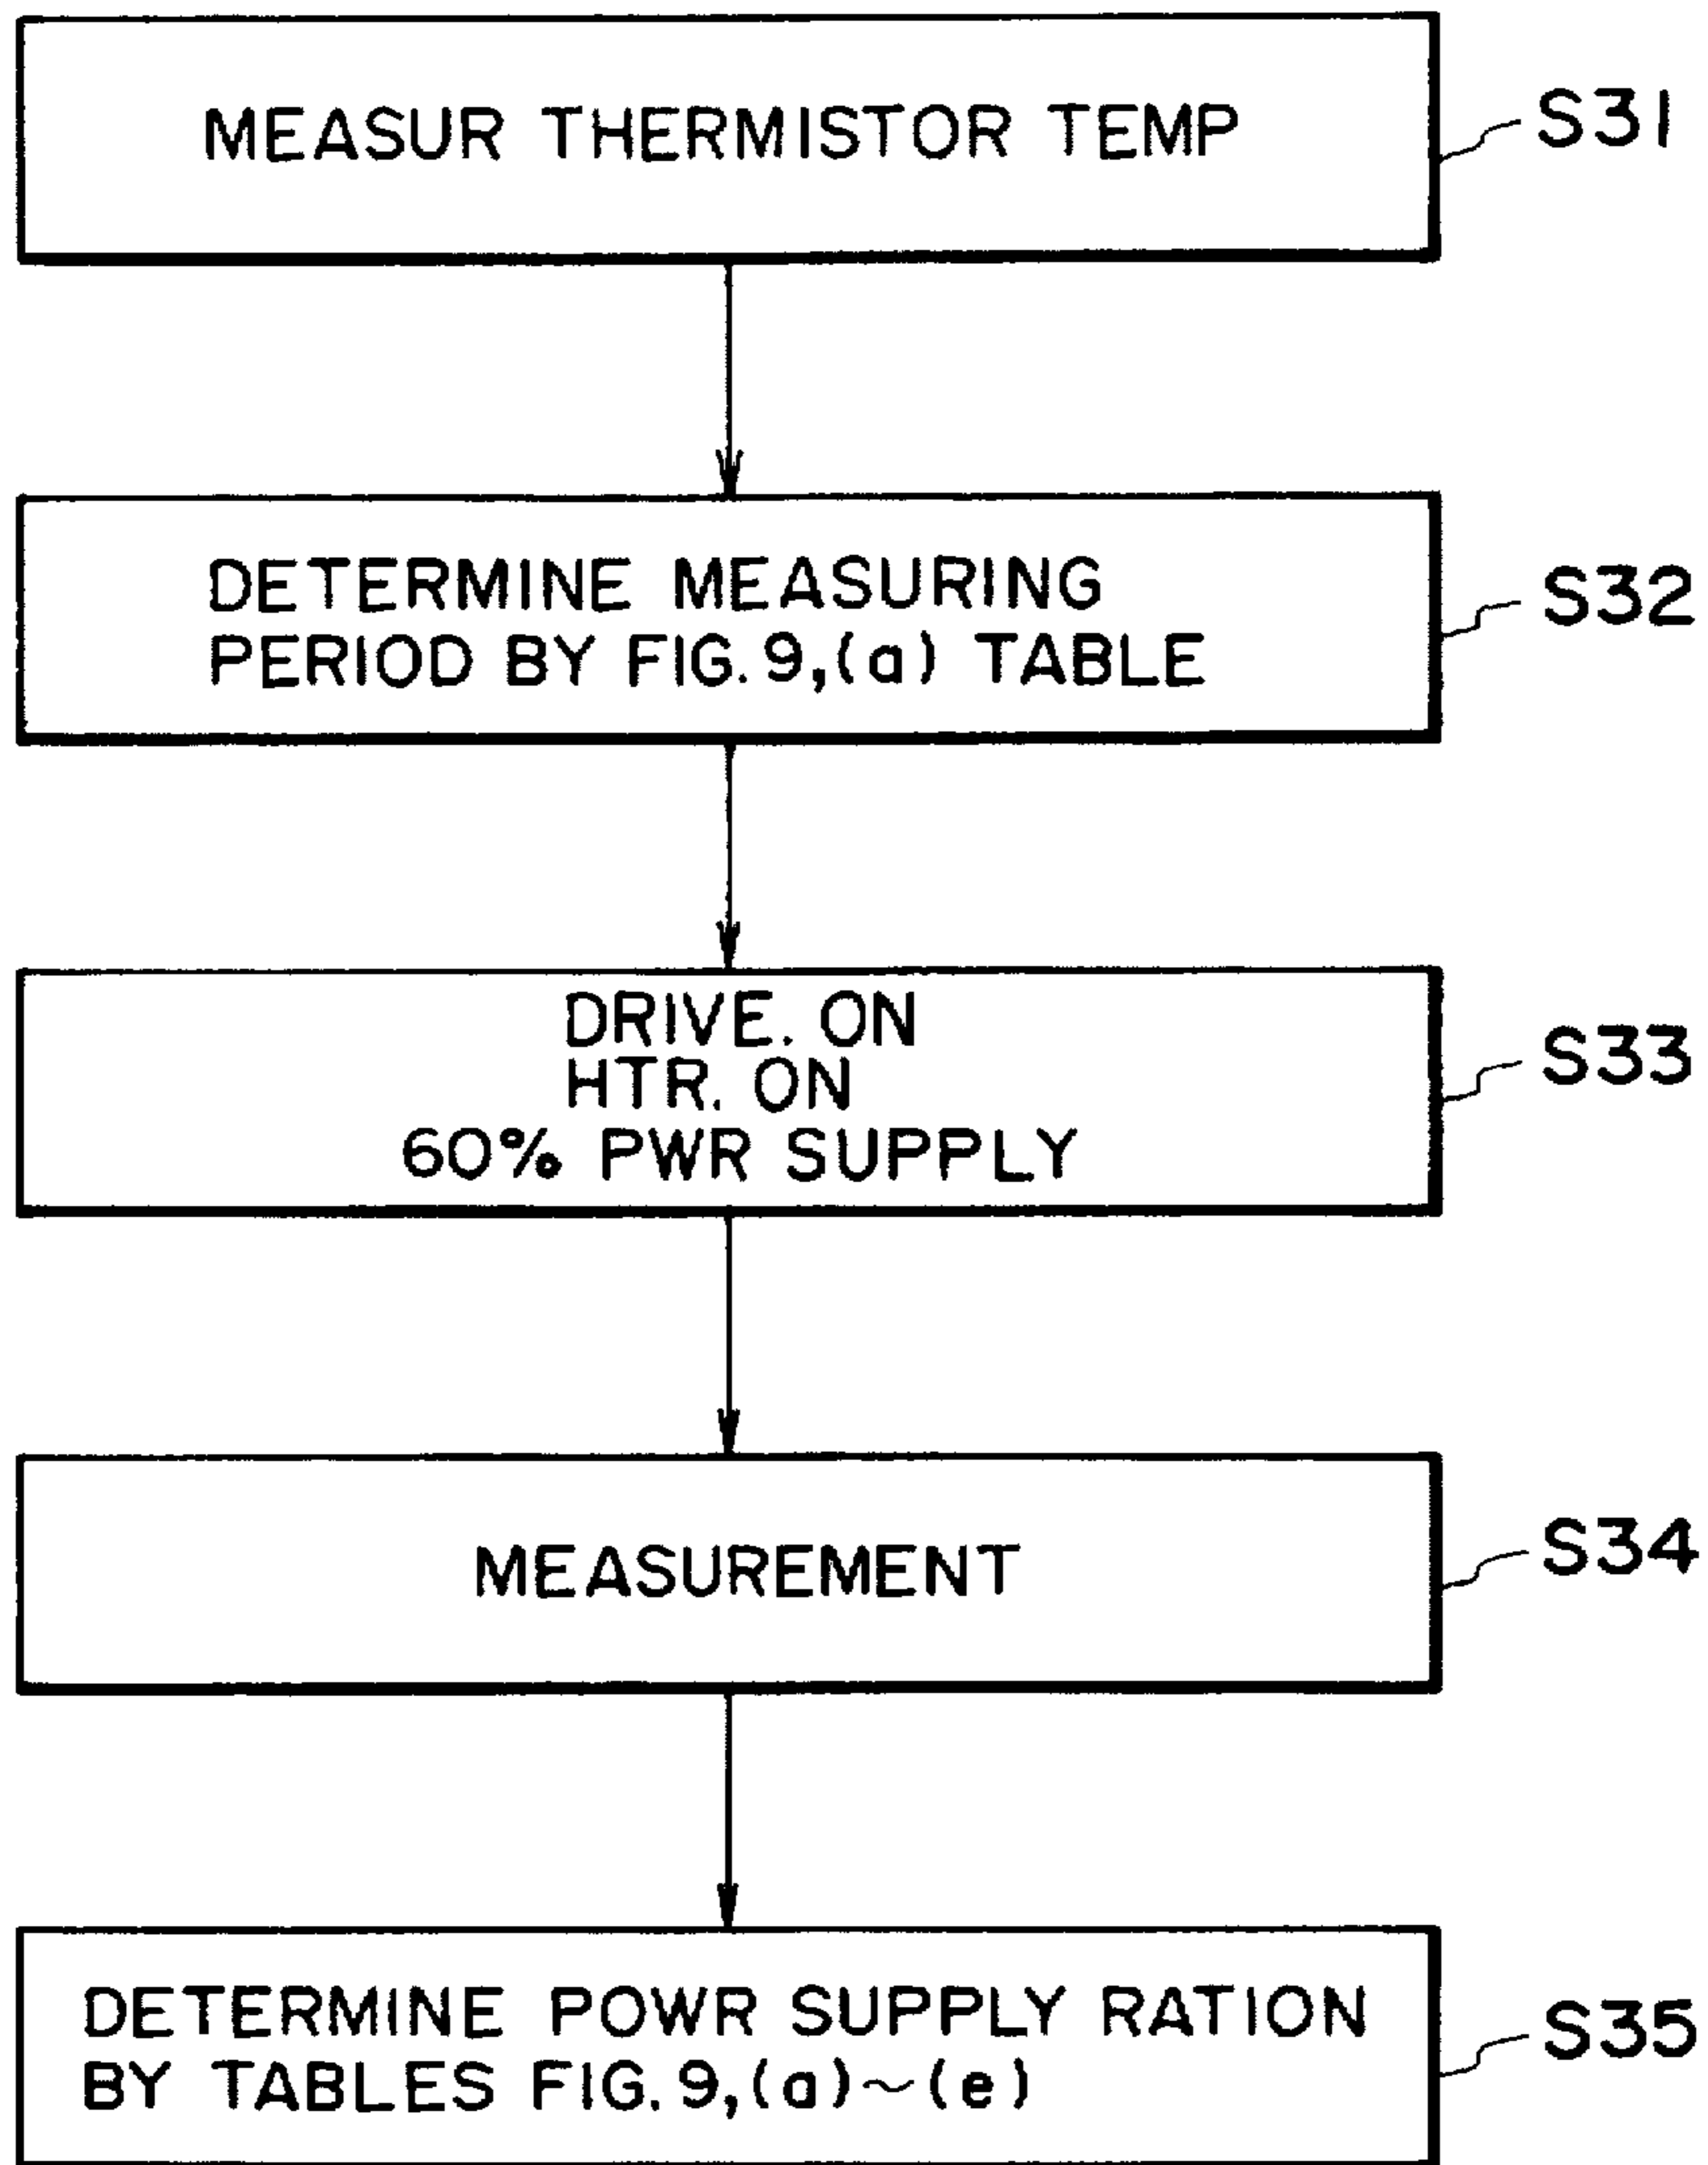 MEASUR THERMISTOR TEMP
S31
DETERMINE MEASURING
PERIOD BY FIG. 9,(a) TABLE
S32
DRIVE. ON
HTR. ON
60% PWR SUPPLY
S33
MEASUREMENT
S34
DETERMINE POWR SUPPLY RATION
BY TABLES FIG. 9,(a)~(e)
S35